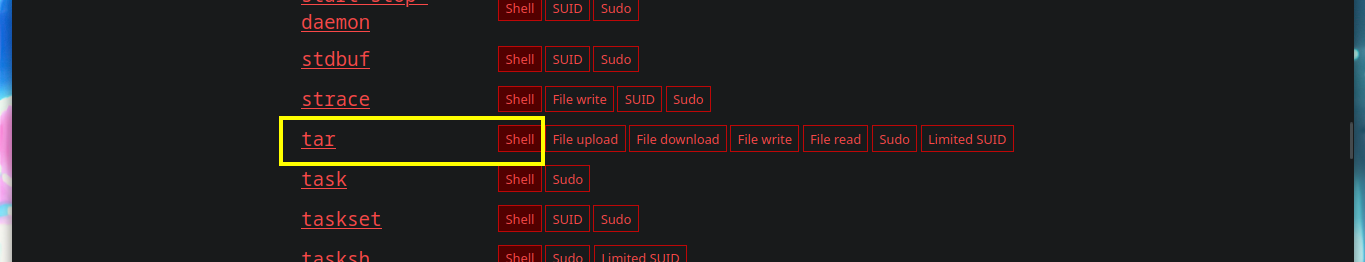 start-stop-
daemon Shell SUID Sudo
stdbuf Shell SUID Sudo
strace Shell File write SUID Sudo
tar Shell File upload File download File write File read Sudo Limited SUID
task Shell Sudo
taskset Shell SUID Sudo
tasksh Shell Sudo Limited SUID